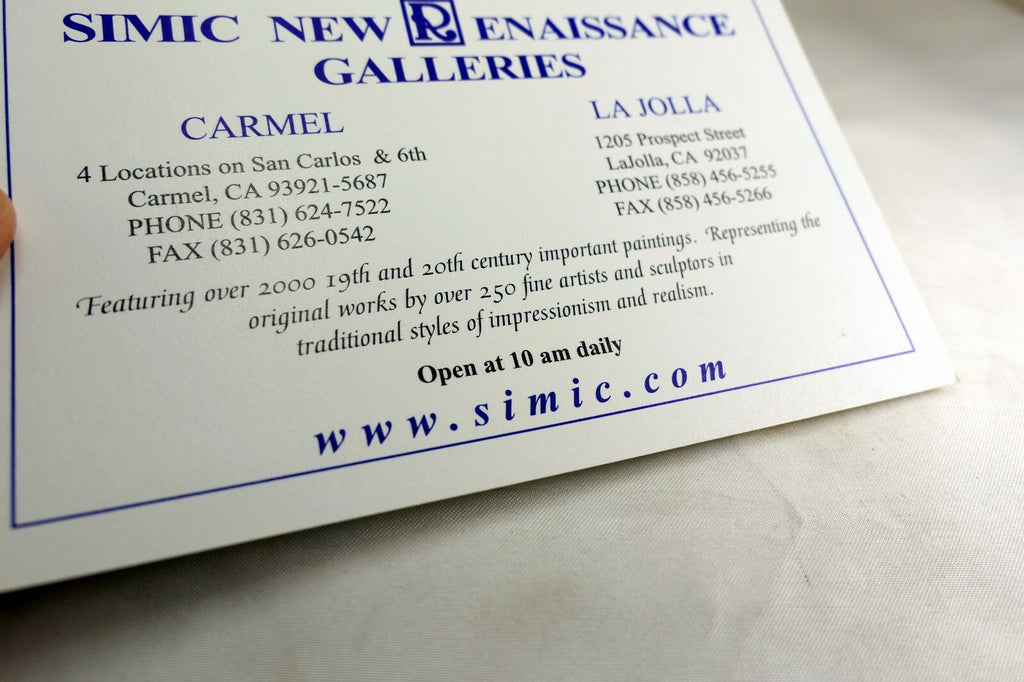 SIMIC NEW RENAISSANCE
GALLERIES
CARMEL
4 Locations on San Carlos & 6th
Carmel, CA 93921-5687
PHONE (831) 624-7522
FAX (831) 626-0542
LA JOLLA
1205 Prospect Street
LaJolla, CA 92037
PHONE (858) 456-5255
FAX (858) 456-5266
Featuring over 2000 19th and 20th century important paintings. Representing the
original works by over 250 fine artists and sculptors in
traditional styles of impressionism and realism.
Open at 10 am daily
www.simic.com